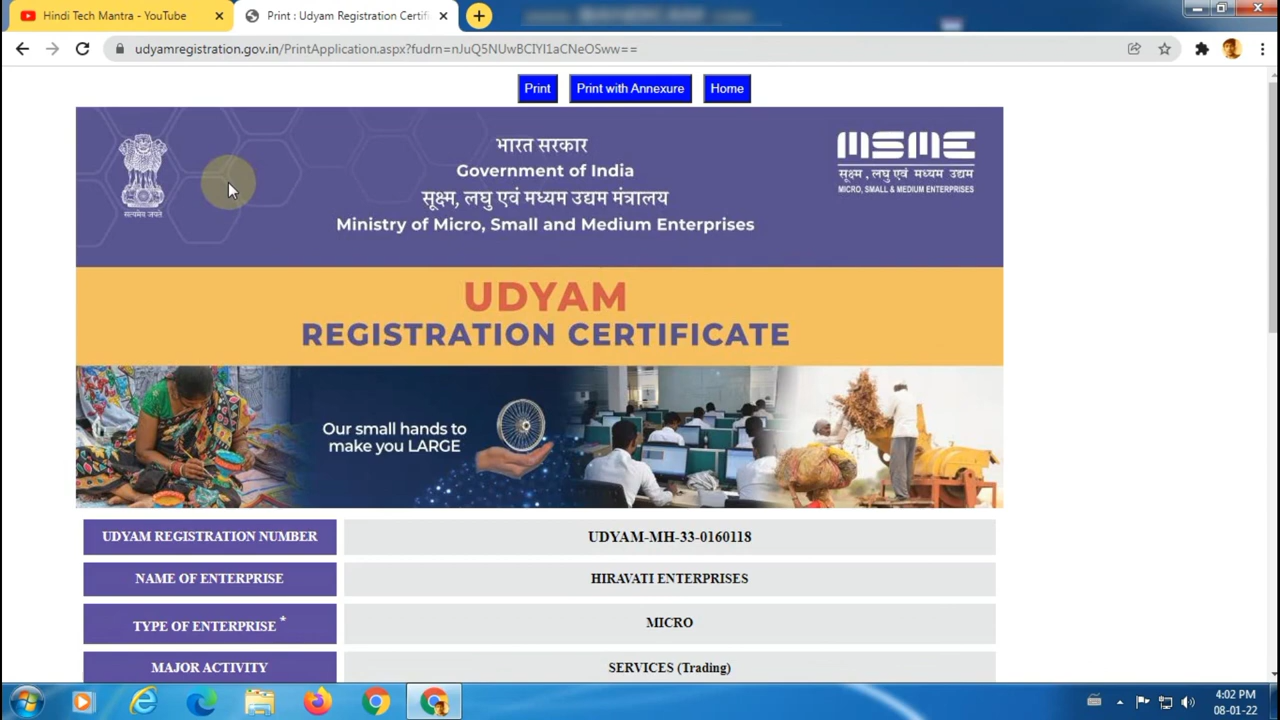 Hindi Tech Mantra - YouTube
Print : Udyam Registration Certifi
udyamregistration.gov.in/PrintApplication.aspx?fudrn=nJuQ5NUwBCIYl1aCNeOSww==
Print
Print with Annexure
Home
भारत सरकार
Government of India
सूक्ष्म, लघु एवं मध्यम उद्यम मंत्रालय
Ministry of Micro, Small and Medium Enterprises
सत्यमेव जयते
MSME
सूक्ष्म, लघु एवं मध्यम उद्यम
MICRO, SMALL & MEDIUM ENTERPRISES
UDYAM
REGISTRATION CERTIFICATE
Our small hands to
make you LARGE
UDYAM REGISTRATION NUMBER
UDYAM-MH-33-0160118
NAME OF ENTERPRISE
HIRAVATI ENTERPRISES
TYPE OF ENTERPRISE *
MICRO
MAJOR ACTIVITY
SERVICES (Trading)
4:02 PM
08-01-22